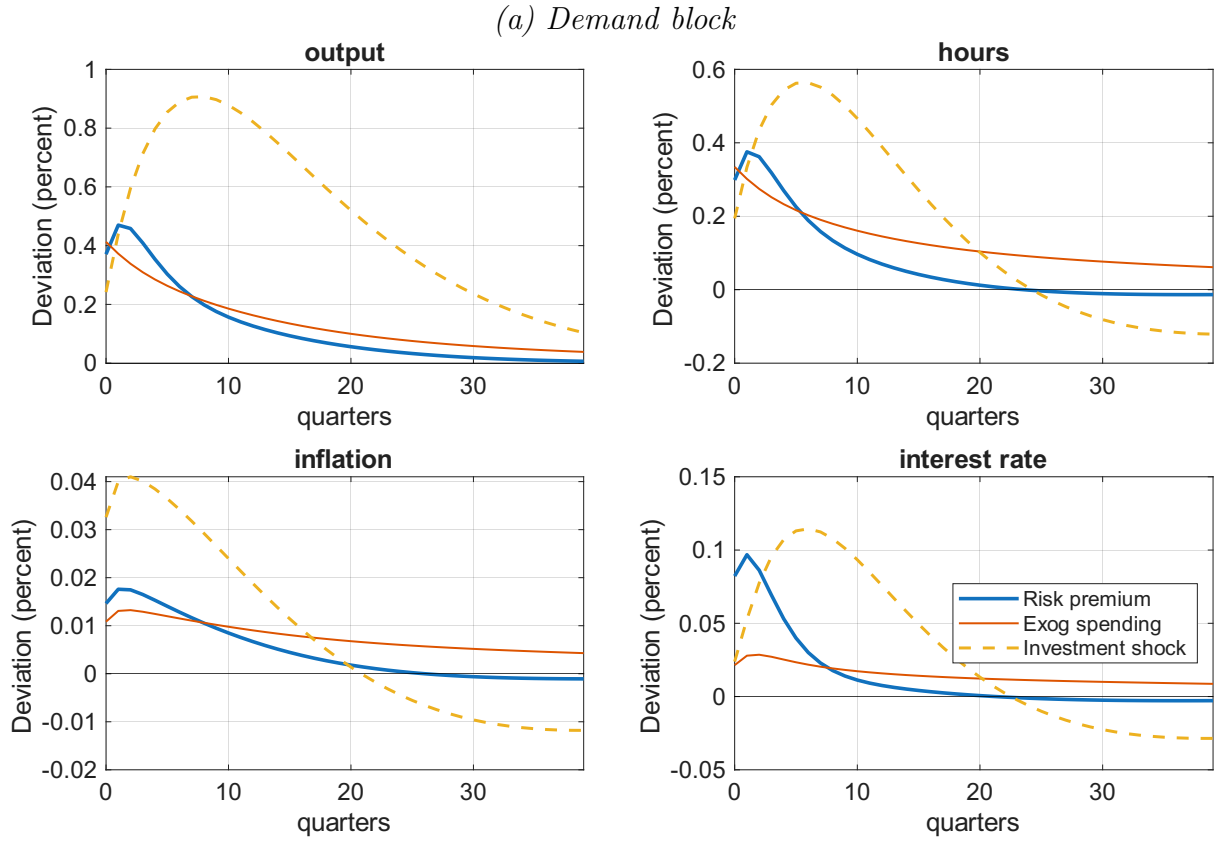 (a) Demand block
output
1
0.8
0.6
0.4
0.2
0
Deviation (percent)
0 10 20 30
quarters
hours
0.6
0.4
0.2
0
-0.2
Deviation (percent)
0 10 20 30
quarters
inflation
0.04
0.03
0.02
0.01
0
-0.01
-0.02
Deviation (percent)
0 10 20 30
quarters
interest rate
0.15
0.1
0.05
0
-0.05
Deviation (percent)
Risk premium
Exog spending
Investment shock
0 10 20 30
quarters